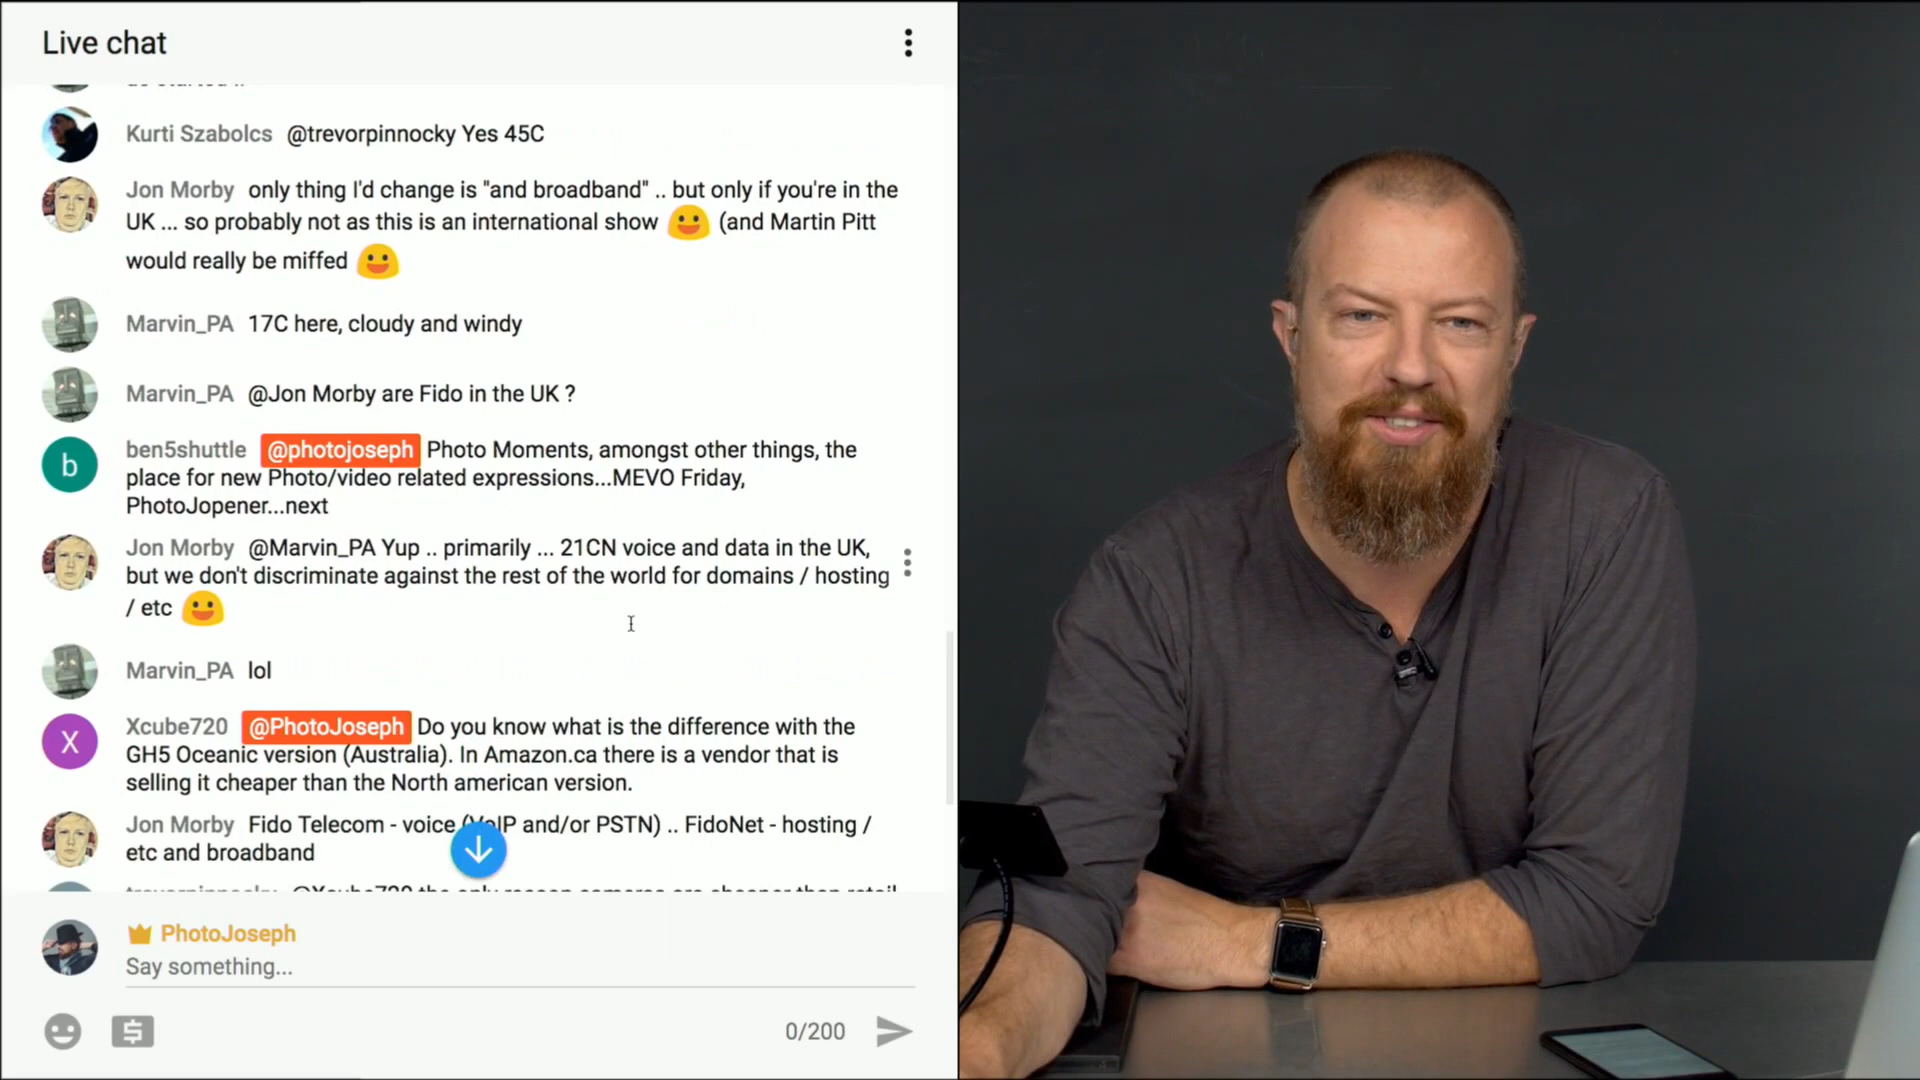 Live chat
Kurti Szabolcs @trevorpinnocky Yes 45C
Jon Morby only thing I'd change is "and broadband" .. but only if you're in the
UK ... so probably not as this is an international show (and Martin Pitt
would really be miffed
Marvin_PA 17C here, cloudy and windy
Marvin_PA @Jon Morby are Fido in the UK ?
ben5shuttle @photojoseph Photo Moments, amongst other things, the
b
place for new Photo/video related expressions...MEVO Friday,
PhotoJopener...next
Jon Morby @Marvin_PA Yup .. primarily ... 21CN voice and data in the UK,
but we don't discriminate against the rest of the world for domains / hosting
/ etc
Marvin_PA lol
Xcube720 @PhotoJoseph Do you know what is the difference with the
X
GH5 Oceanic version (Australia). In Amazon.ca there is a vendor that is
selling it cheaper than the North american version.
Jon Morby Fido Telecom - voice (VoIP and/or PSTN) .. FidoNet - hosting /
etc and broadband
PhotoJoseph
Say something...
0/200